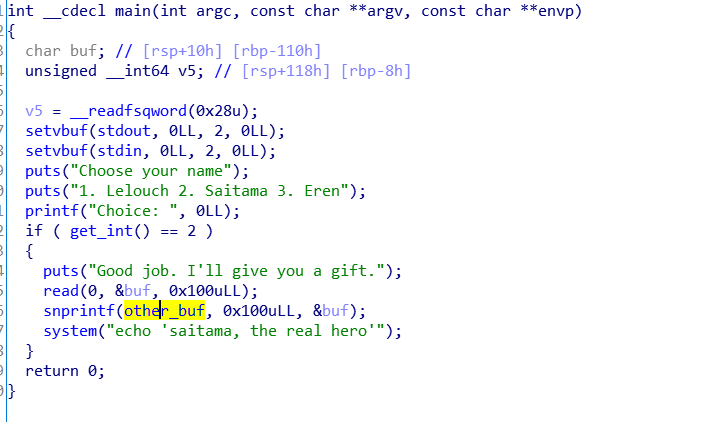 int __cdecl main(int argc, const char **argv, const char **envp)
{
  char buf; // [rsp+10h] [rbp-110h]
  unsigned __int64 v5; // [rsp+118h] [rbp-8h]

  v5 = __readfsqword(0x28u);
  setvbuf(stdout, 0LL, 2, 0LL);
  setvbuf(stdin, 0LL, 2, 0LL);
  puts("Choose your name");
  puts("1. Lelouch 2. Saitama 3. Eren");
  printf("Choice: ", 0LL);
  if ( get_int() == 2 )
  {
    puts("Good job. I'll give you a gift.");
    read(0, &buf, 0x100uLL);
    snprintf(other_buf, 0x100uLL, &buf);
    system("echo 'saitama, the real hero'");
  }
  return 0;
}